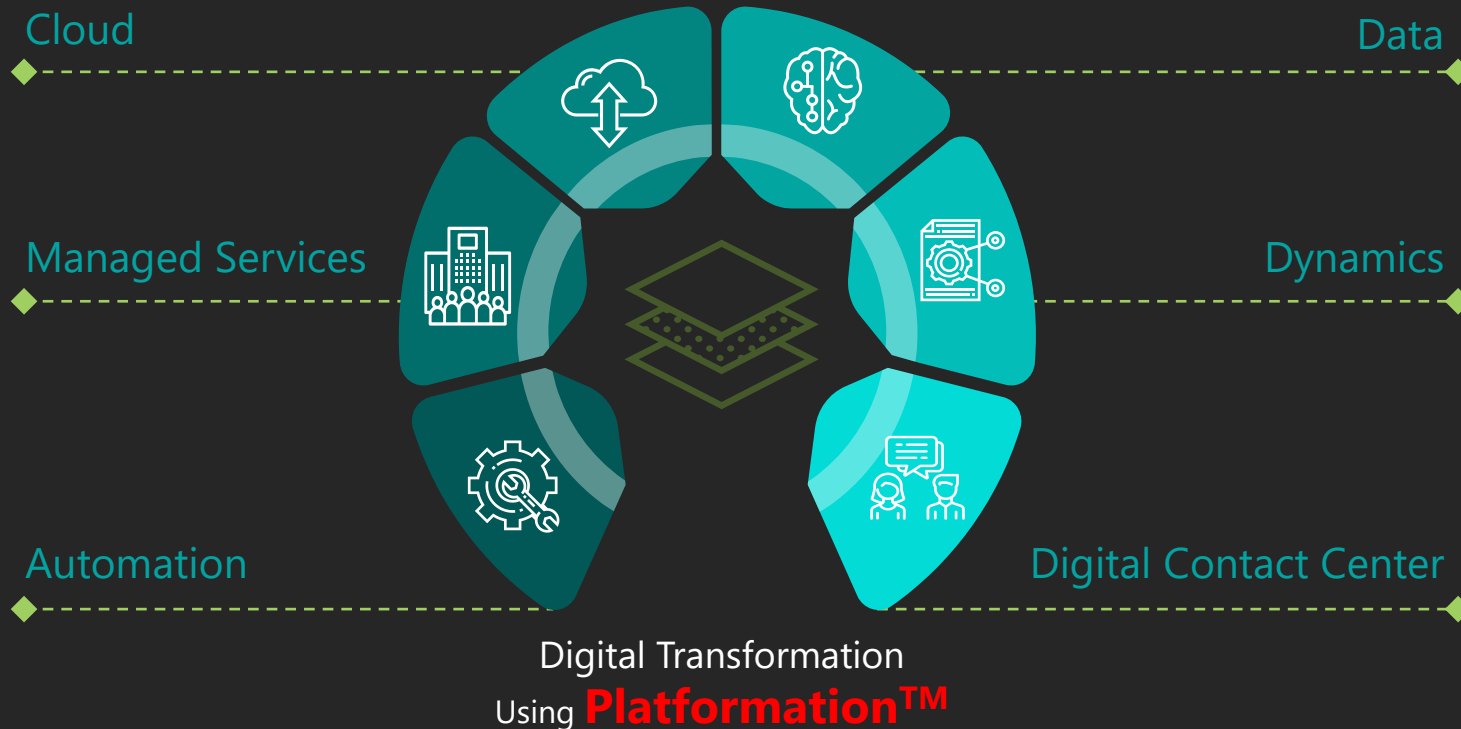 Cloud
Data
Managed Services
Dynamics
Automation
Digital Contact Center
Digital Transformation
Using Platformation™